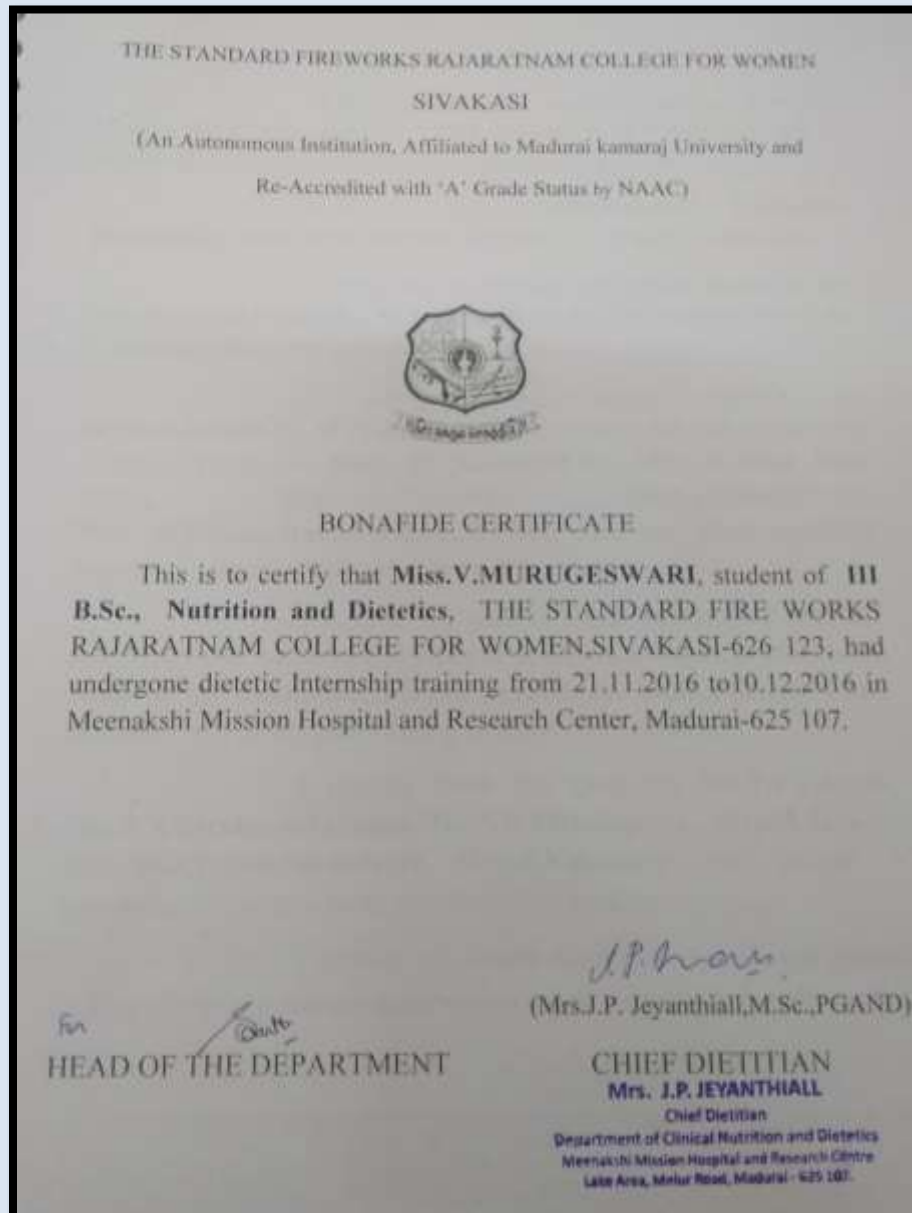 THE STANDARD FIREWORKS RAJARATNAM COLLEGE FOR WOMEN
SIVAKASI
(An Autonomous Institution, Affiliated to Madurai kamaraj University and
Re-Accredited with 'A' Grade Status by NAAC)
BONAFIDE CERTIFICATE
This is to certify that Miss.V.MURUGESWARI, student of III
B.Sc., Nutrition and Dietetics, THE STANDARD FIRE WORKS
RAJARATNAM COLLEGE FOR WOMEN,SIVAKASI-626 123, had
undergone dietetic Internship training from 21.11.2016 to10.12.2016 in
Meenakshi Mission Hospital and Research Center, Madurai-625 107.
(Mrs.J.P. Jeyanthiall,M.Sc.,PGAND)
For
HEAD OF THE DEPARTMENT
CHIEF DIETITIAN
Mrs. J.P. JEYANTHIALL
Chief Dietitian
Department of Clinical Nutrition and Dietetics
Meenakshi Mission Hospital and Research Centre
Lake Area, Melur Road, Madurai - 625 107.